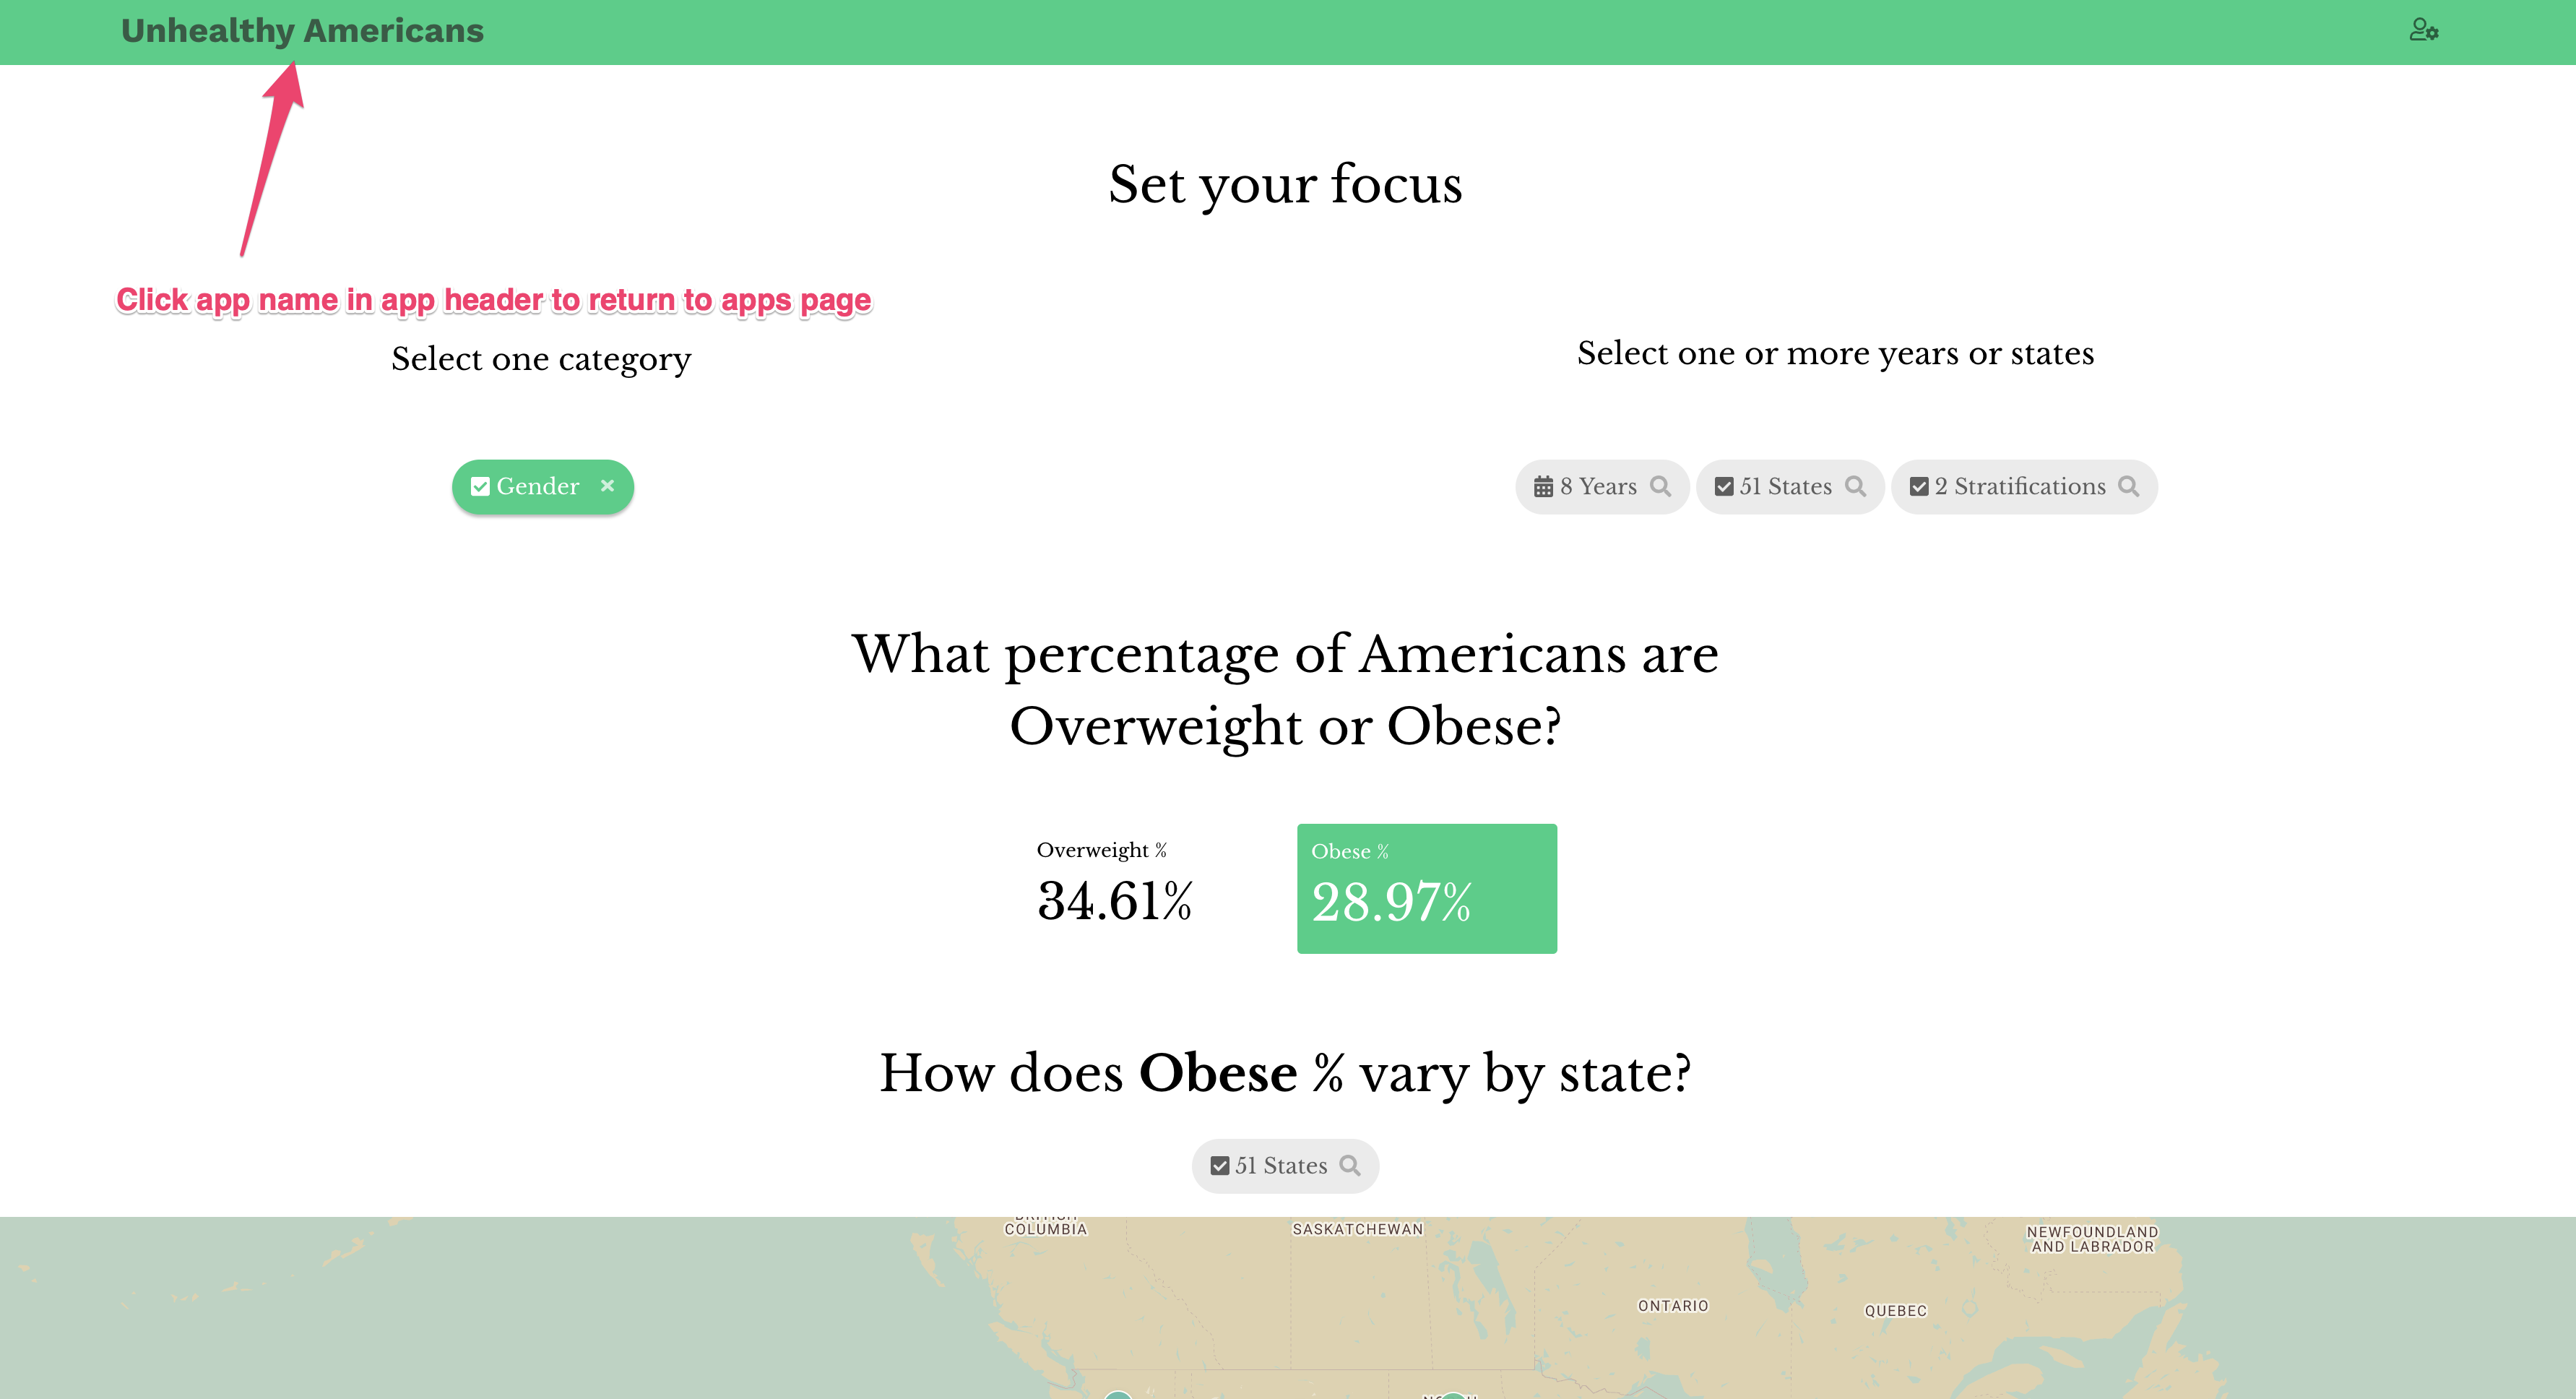 Unhealthy Americans
Set your focus
Click app name in app header to return to apps page
Select one category
Select one or more years or states
Gender
8 Years
51 States
2 Stratifications
What percentage of Americans are
Overweight or Obese?
Overweight %
34.61%
Obese %
28.97%
How does Obese % vary by state?
51 States
COLUMBIA
SASKATCHEWAN
NEWFOUNDLAND
AND LABRADOR
ONTARIO
QUEBEC